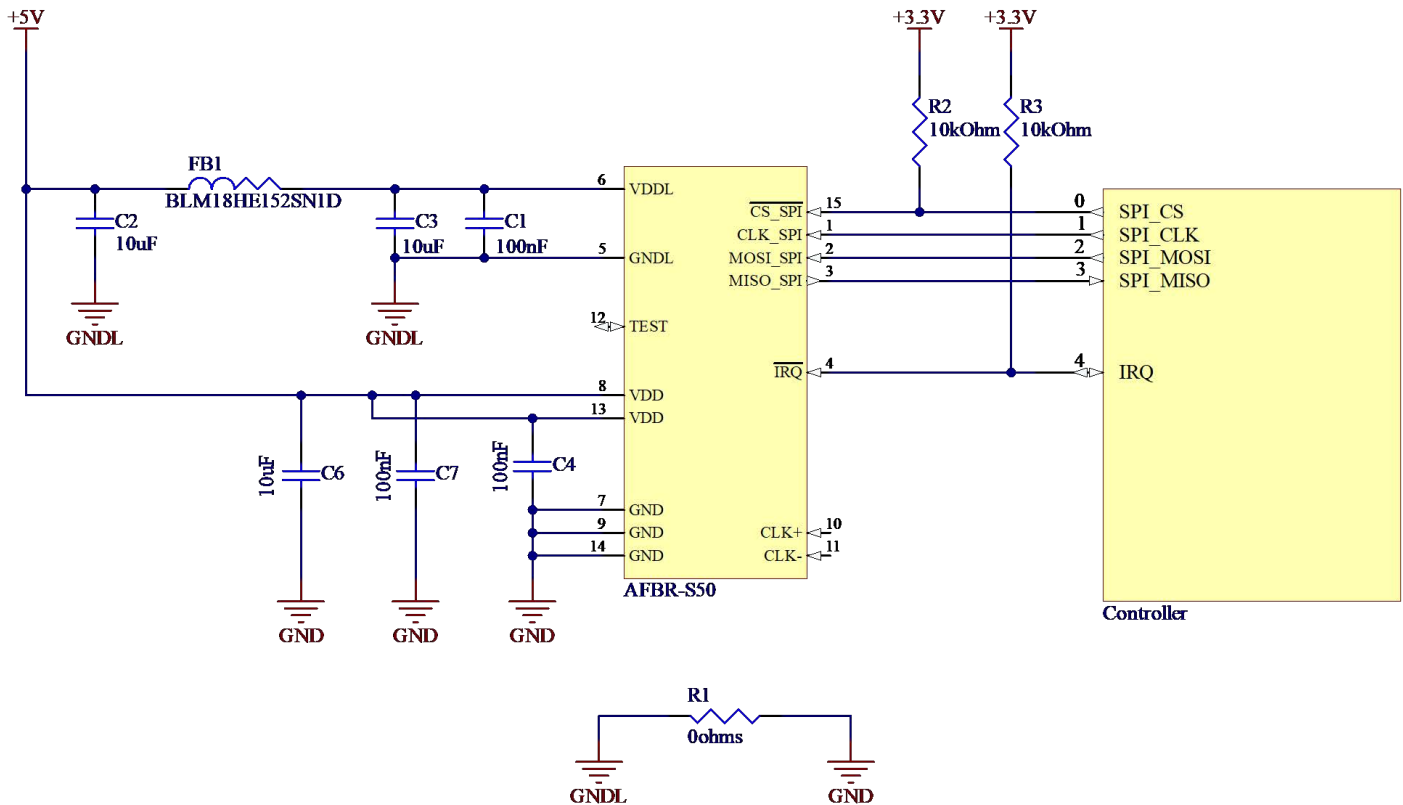 +5V
+3.3V
+3.3V
R2
10kOhm
R3
10kOhm
FB1
BLM18HE152SN1D
C2
10uF
C3
10uF
C1
100nF
6
VDDL
5
GNDL
12
TEST
8
VDD
13
VDD
7
GND
9
GND
14
GND
CS_SPI
15
CLK_SPI
1
MOSI_SPI
2
MISO_SPI
3
IRQ
4
CLK+
10
CLK-
11
AFBR-S50
0
SPI_CS
1
SPI_CLK
2
SPI_MOSI
3
SPI_MISO
4
IRQ
Controller
GNDL
GNDL
10uF
C6
100nF
C7
100nF
C4
GND
GND
GND
R1
0ohms
GNDL
GND